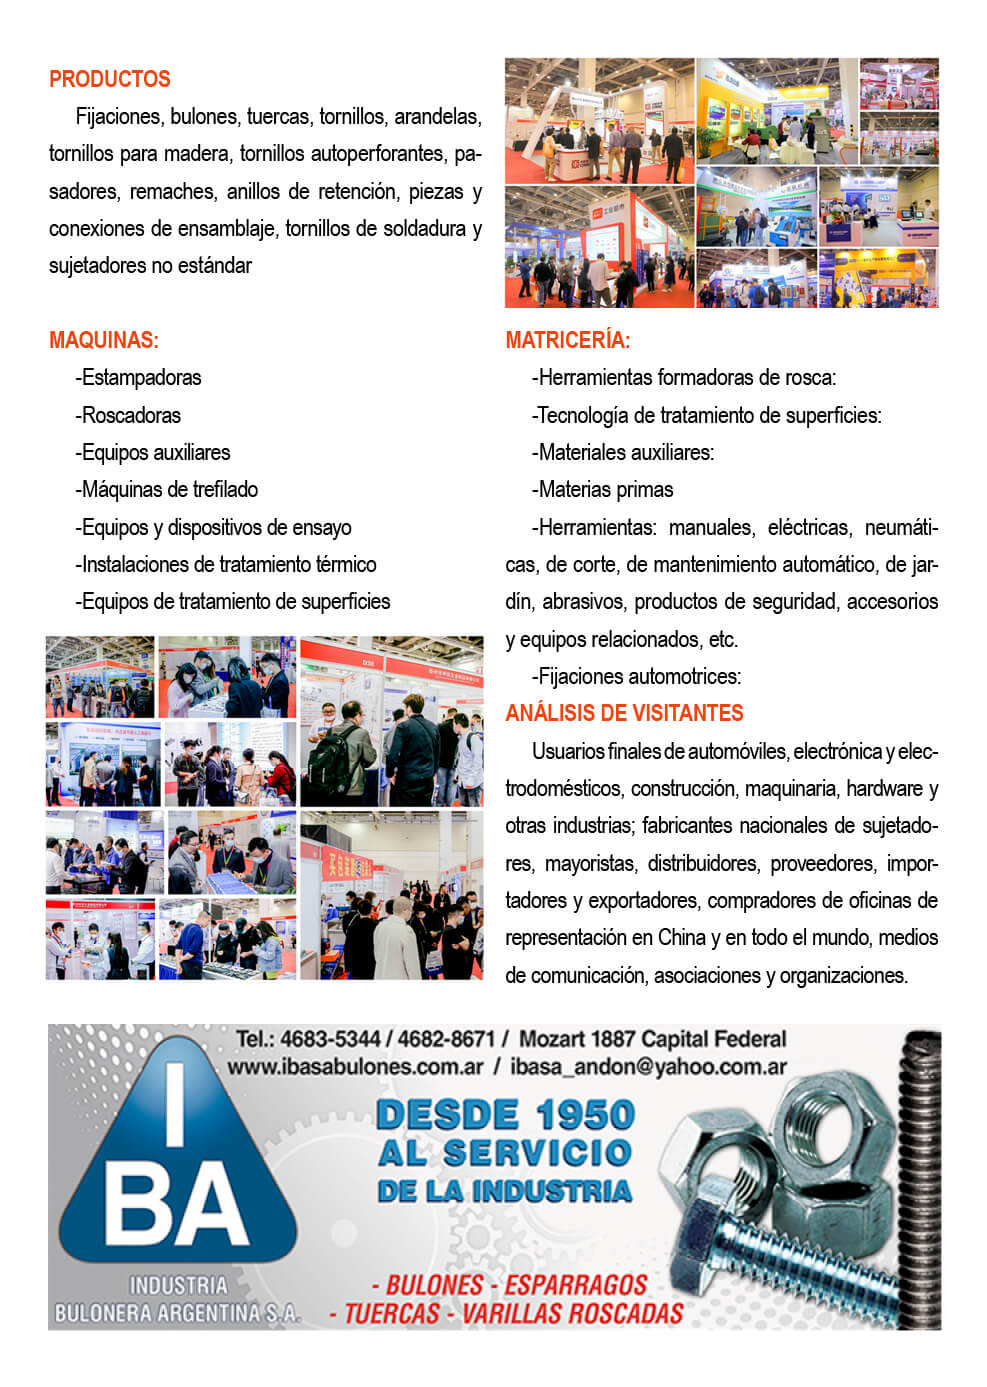 PRODUCTOS
Fijaciones, bulones, tuercas, tornillos, arandelas,
tornillos para madera, tornillos autoperforantes, pa-
sadores, remaches, anillos de retención, piezas y
conexiones de ensamblaje, tornillos de soldadura y
sujetadores no estándar
MAQUINAS:
-Estampadoras
-Roscadoras
-Equipos auxiliares
-Máquinas de trefilado
-Equipos y dispositivos de ensayo
-Instalaciones de tratamiento térmico
-Equipos de tratamiento de superficies
MATRICERÍA:
-Herramientas formadoras de rosca:
-Tecnología de tratamiento de superficies:
-Materiales auxiliares:
-Materias primas
-Herramientas: manuales, eléctricas, neumáti-
cas, de corte, de mantenimiento automático, de jar-
dín, abrasivos, productos de seguridad, accesorios
y equipos relacionados, etc.
-Fijaciones automotrices:
ANÁLISIS DE VISITANTES
Usuarios finales de automóviles, electrónica y elec-
trodomésticos, construcción, maquinaria, hardware y
otras industrias; fabricantes nacionales de sujetado-
res, mayoristas, distribuidores, proveedores, impor-
tadores y exportadores, compradores de oficinas de
representación en China y en todo el mundo, medios
de comunicación, asociaciones y organizaciones.
Tel.: 4683-5344 / 4682-8671 / Mozart 1887 Capital Federal
www.ibasabulones.com.ar / ibasa_andon@yahoo.com.ar
I
BA
INDUSTRIA
BULONERA ARGENTINA S.A.
DESDE 1950
AL SERVICIO
DE LA INDUSTRIA
- BULONES - ESPARRAGOS
- TUERCAS - VARILLAS ROSCADAS